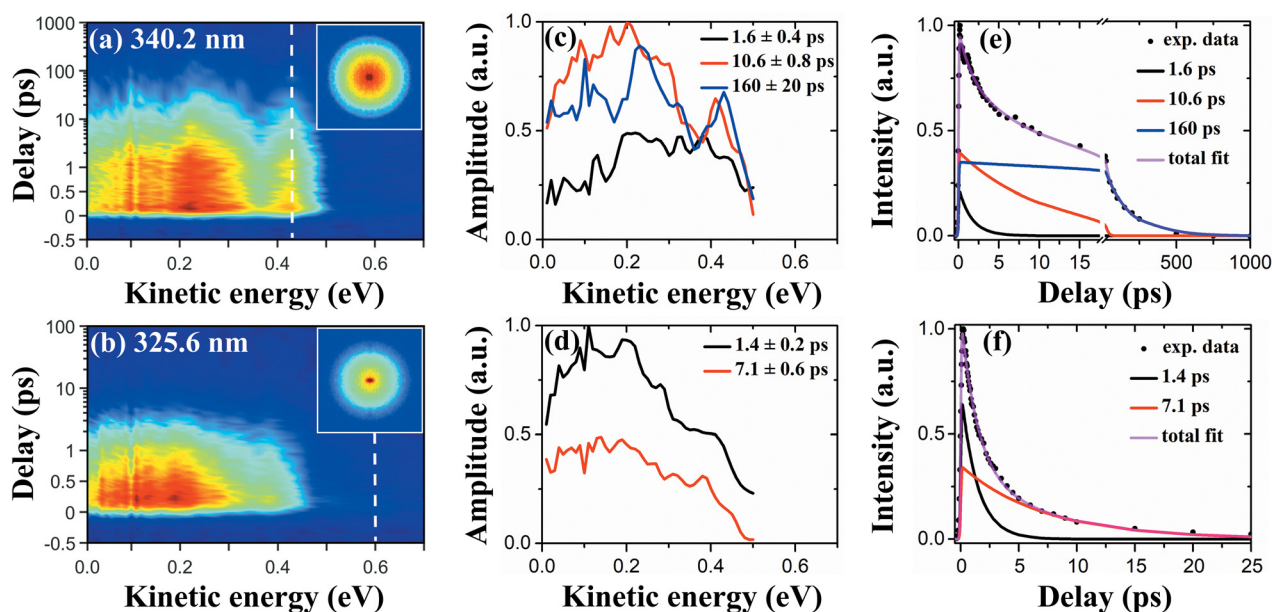 (a) 340.2 nm
1000
100
10
1
0.5
0
-0.5
Delay (ps)
0.0 0.2 0.4 0.6
Kinetic energy (eV)
(c)
1.6 ± 0.4 ps
10.6 ± 0.8 ps
160 ± 20 ps
1.0
0.5
0.0
Amplitude (a.u.)
0.0 0.2 0.4 0.6
Kinetic energy (eV)
(e)
exp. data
1.6 ps
10.6 ps
160 ps
total fit
1.0
0.5
0.0
Intensity (a.u.)
0 5 10 15 500 1000
Delay (ps)
(b) 325.6 nm
100
10
1
0.5
0
-0.5
Delay (ps)
0.0 0.2 0.4 0.6
Kinetic energy (eV)
(d)
1.4 ± 0.2 ps
7.1 ± 0.6 ps
1.0
0.5
0.0
Amplitude (a.u.)
0.0 0.2 0.4 0.6
Kinetic energy (eV)
(f)
exp. data
1.4 ps
7.1 ps
total fit
1.0
0.5
0.0
Intensity (a.u.)
0 5 10 15 20 25
Delay (ps)